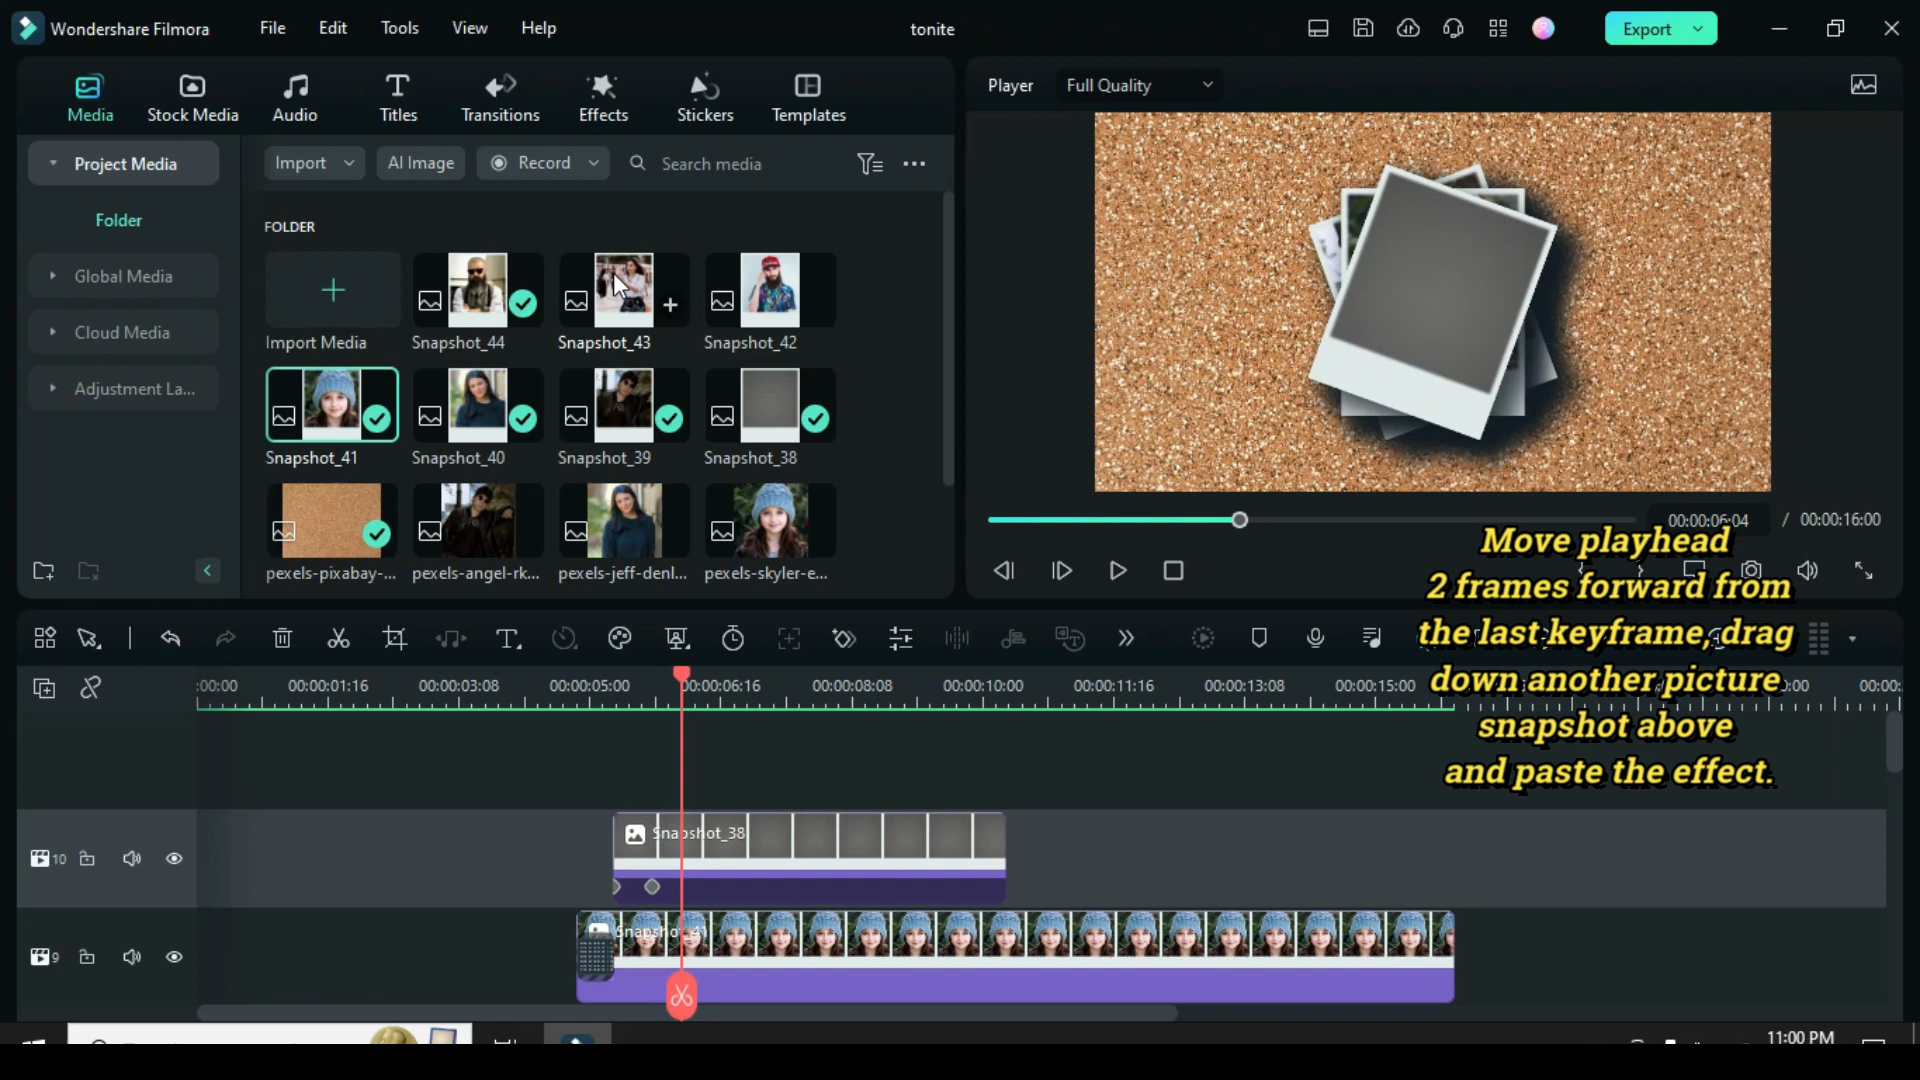 Wondershare Filmora
File
Edit
Tools
View
Help
tonite
Export
Media
Stock Media
Audio
Titles
Transitions
Effects
Stickers
Templates
Player
Full Quality
Project Media
Folder
Global Media
Cloud Media
Adjustment La...
Import
AI Image
Record
Search media
FOLDER
Import Media
Snapshot_44
Snapshot_43
Snapshot_42
Snapshot_41
Snapshot_40
Snapshot_39
Snapshot_38
pexels-pixabay-...
pexels-angel-rk...
pexels-jeff-denl...
pexels-skyler-e...
00:00:06:04 / 00:00:16:00
Move playhead
2 frames forward from
the last keyframe, drag
down another picture
snapshot above
and paste the effect.
:00:00
00:00:01:16
00:00:03:08
00:00:05:00
00:00:06:16
00:00:08:08
00:00:10:00
00:00:11:16
00:00:13:08
00:00:15:00
:00
00:00:
10
Snapshot_38
9
Snapshot_41
11:00 PM